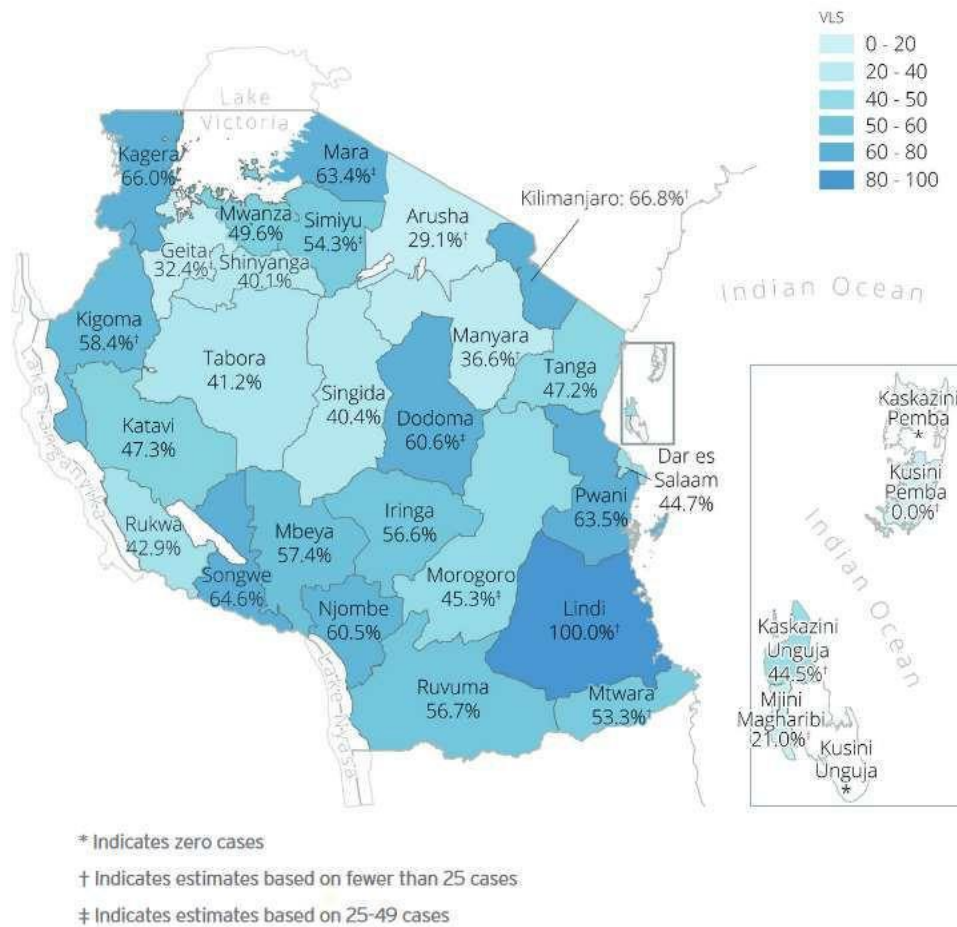 VLS
0 - 20
20 - 40
40 - 50
50 - 60
60 - 80
80 - 100
Lake
Victoria
Kagera
66.0%
Mara
63.4%‡
Kilimanjaro: 66.8%†
Mwanza
49.6%
Simiyu
54.3%‡
Arusha
29.1%†
Geita
32.4%‡
Shinyanga
40.1%
Indian Ocean
Kigoma
58.4%†
Tabora
41.2%
Manyara
36.6%†
Tanga
47.2%
Singida
40.4%
Dodoma
60.6%‡
Katavi
47.3%
Lake Tanganyika
Dar es
Salaam
44.7%
Kaskazini
Pemba
*
Kusini
Pemba
0.0%†
Pwani
63.5%
Iringa
56.6%
Mbeya
57.4%
Rukwa
42.9%
Songwe
64.6%
Morogoro
45.3%‡
Njombe
60.5%
Lindi
100.0%†
Indian Ocean
Lake Nyasa
Ruvuma
56.7%
Mtwara
53.3%†
Kaskazini
Unguja
44.5%†
Mjini
Magharibi
21.0%‡
Kusini
Unguja
*
* Indicates zero cases
† Indicates estimates based on fewer than 25 cases
‡ Indicates estimates based on 25-49 cases